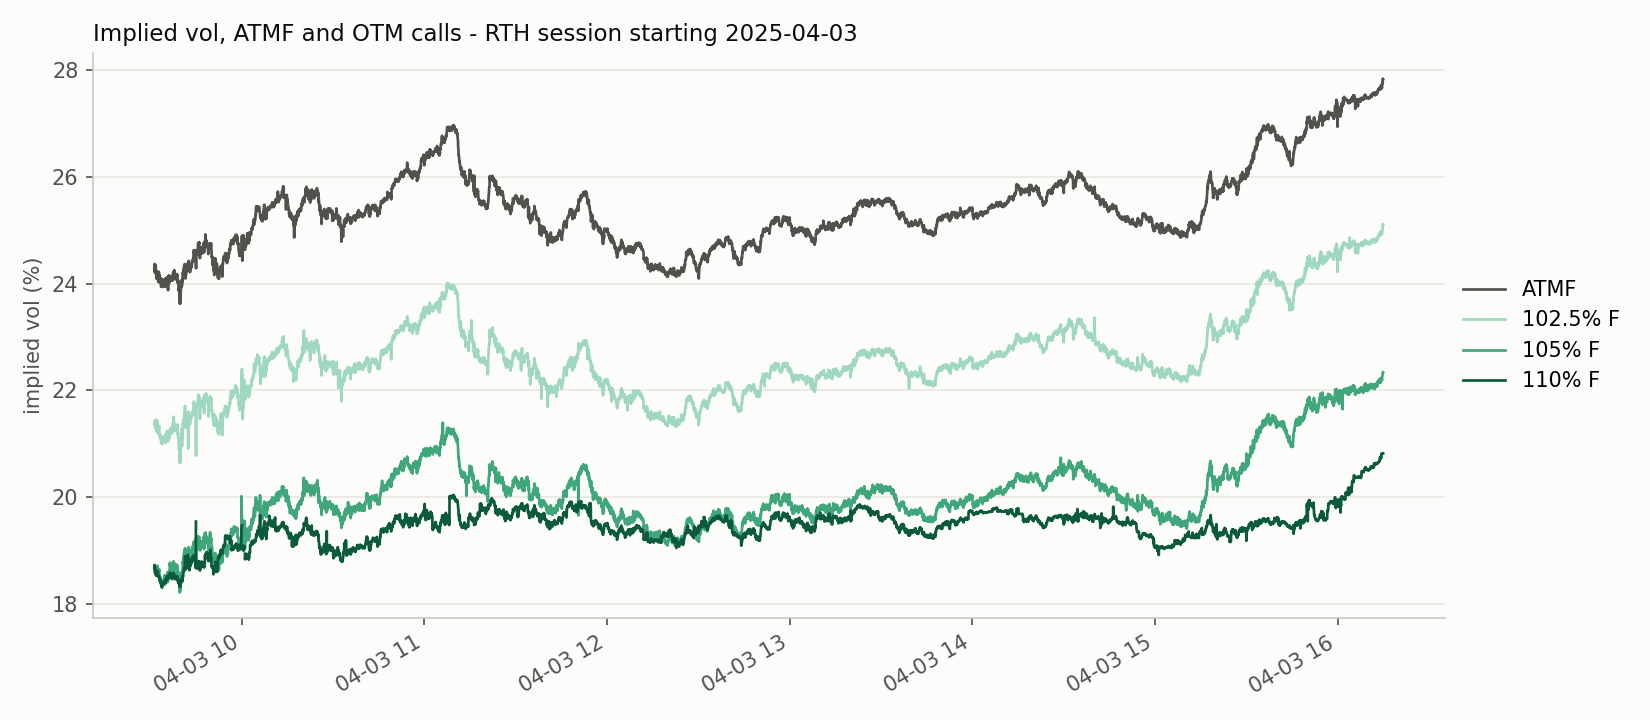 Implied vol, ATMF and OTM calls - RTH session starting 2025-04-03
28
26
24
22
20
18
implied vol (%)
04-03 10
04-03 11
04-03 12
04-03 13
04-03 14
04-03 15
04-03 16
ATMF
102.5% F
105% F
110% F